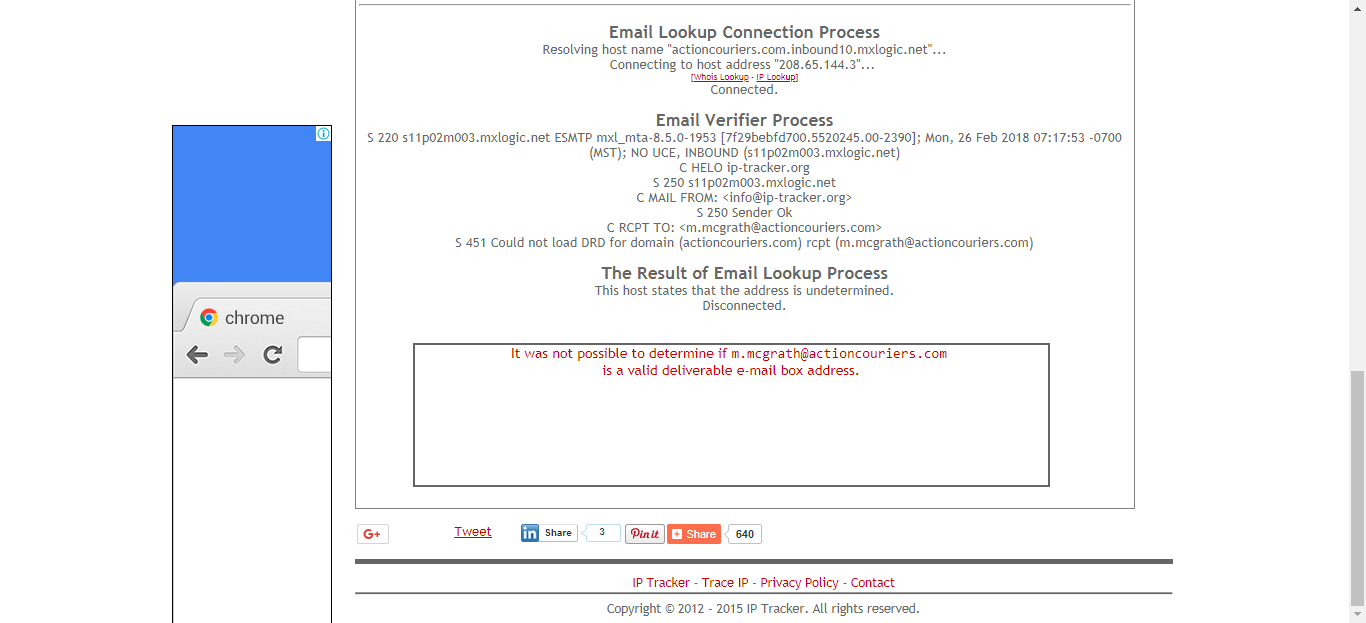 Email Lookup Connection Process
Resolving host name "actioncouriers.com.inbound10.mxlogic.net"...
Connecting to host address "208.65.144.3"...
[Whois Lookup - IP Lookup]
Connected.
Email Verifier Process
S 220 s11p02m003.mxlogic.net ESMTP mxl_mta-8.5.0-1953 [7f29bebfd700.5520245.00-2390]; Mon, 26 Feb 2018 07:17:53 -0700
(MST); NO UCE, INBOUND (s11p02m003.mxlogic.net)
C HELO ip-tracker.org
S 250 s11p02m003.mxlogic.net
C MAIL FROM: <info@ip-tracker.org>
S 250 Sender Ok
C RCPT TO: <m.mcgrath@actioncouriers.com>
S 451 Could not load DRD for domain (actioncouriers.com) rcpt (m.mcgrath@actioncouriers.com)
The Result of Email Lookup Process
This host states that the address is undetermined.
Disconnected.
chrome
It was not possible to determine if m.mcgrath@actioncouriers.com
is a valid deliverable e-mail box address.
G+ Tweet in Share 3 Pin it Share 640
IP Tracker - Trace IP - Privacy Policy - Contact
Copyright © 2012 - 2015 IP Tracker. All rights reserved.